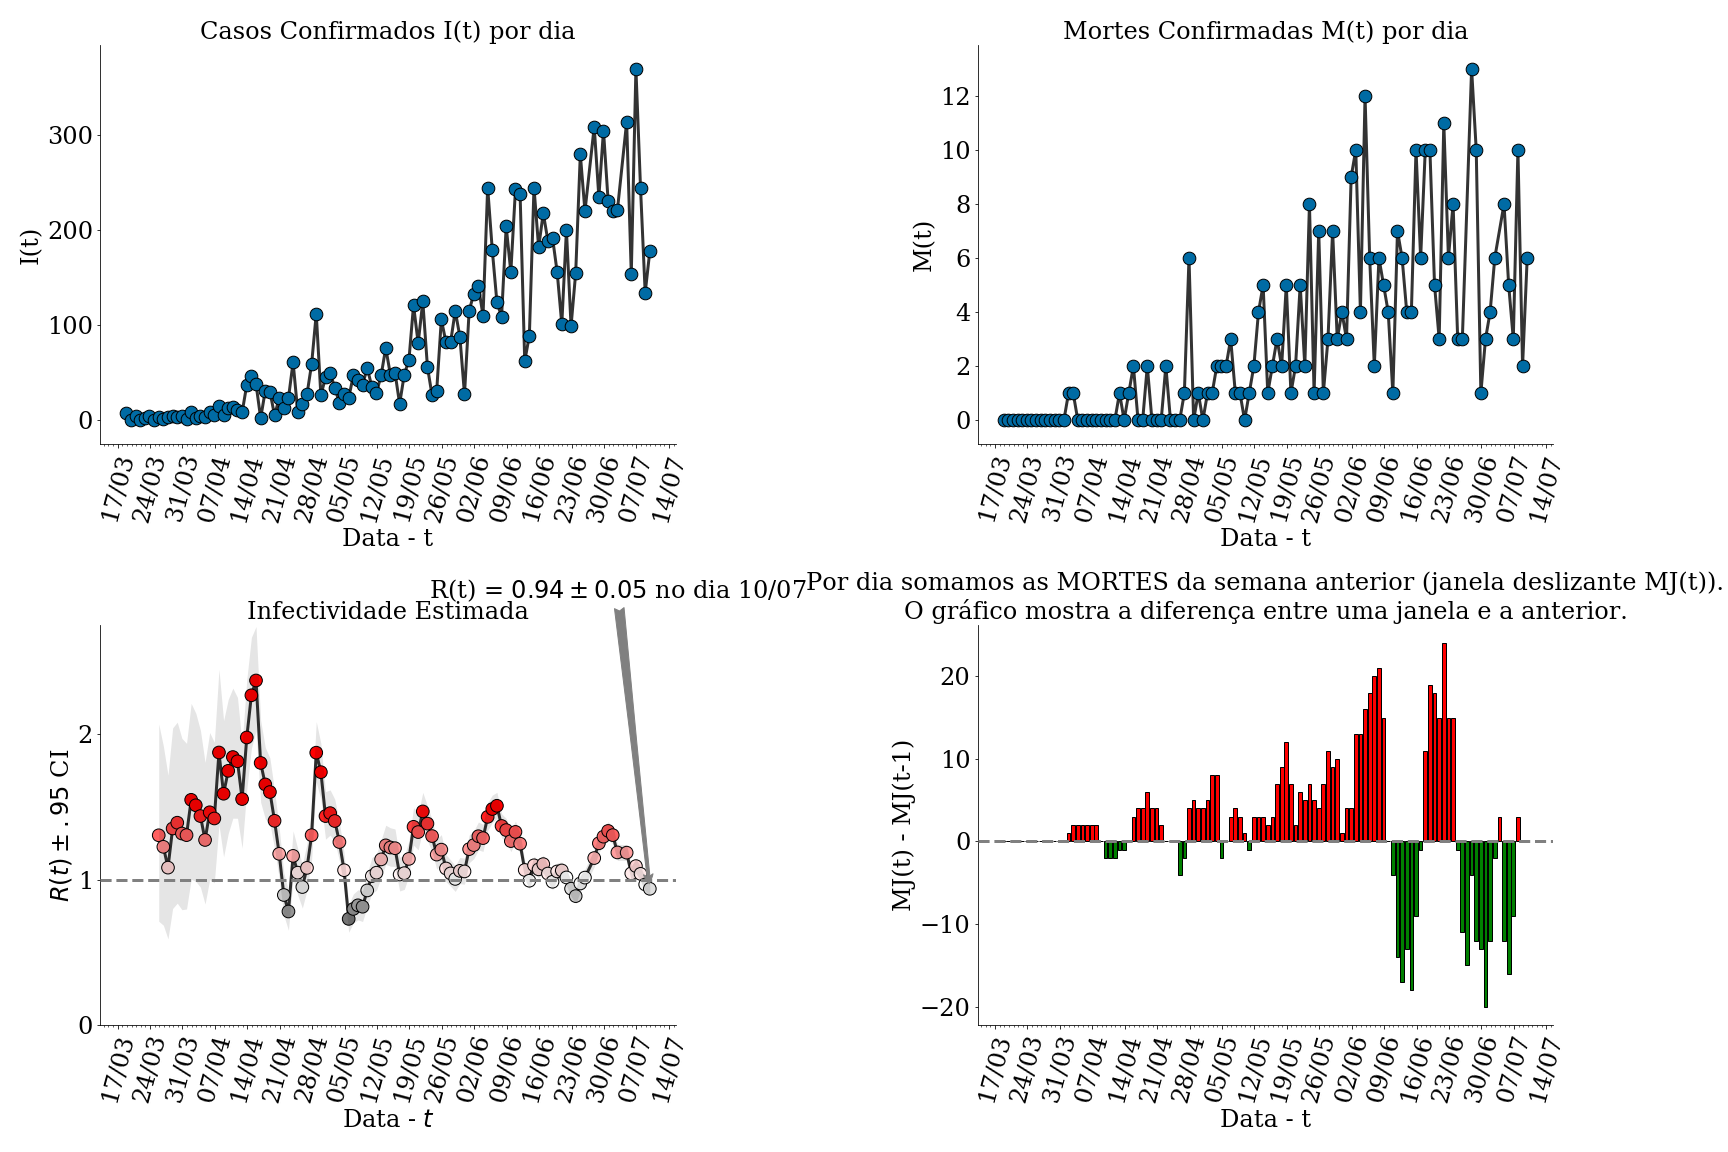 Casos Confirmados I(t) por dia
I(t)
300
200
100
0
17/03 24/03 31/03 07/04 14/04 21/04 28/04 05/05 12/05 19/05 26/05 02/06 09/06 16/06 23/06 30/06 07/07 14/07
Data - t
Mortes Confirmadas M(t) por dia
M(t)
12
10
8
6
4
2
0
17/03 24/03 31/03 07/04 14/04 21/04 28/04 05/05 12/05 19/05 26/05 02/06 09/06 16/06 23/06 30/06 07/07 14/07
Data - t
R(t) = 0.94 ± 0.05 no dia 10/07
Infectividade Estimada
R(t) ± .95 CI
2
1
0
17/03 24/03 31/03 07/04 14/04 21/04 28/04 05/05 12/05 19/05 26/05 02/06 09/06 16/06 23/06 30/06 07/07 14/07
Data - t
Por dia somamos as MORTES da semana anterior (janela deslizante MJ(t)).
O gráfico mostra a diferença entre uma janela e a anterior.
MJ(t) - MJ(t-1)
20
10
0
−10
−20
17/03 24/03 31/03 07/04 14/04 21/04 28/04 05/05 12/05 19/05 26/05 02/06 09/06 16/06 23/06 30/06 07/07 14/07
Data - t